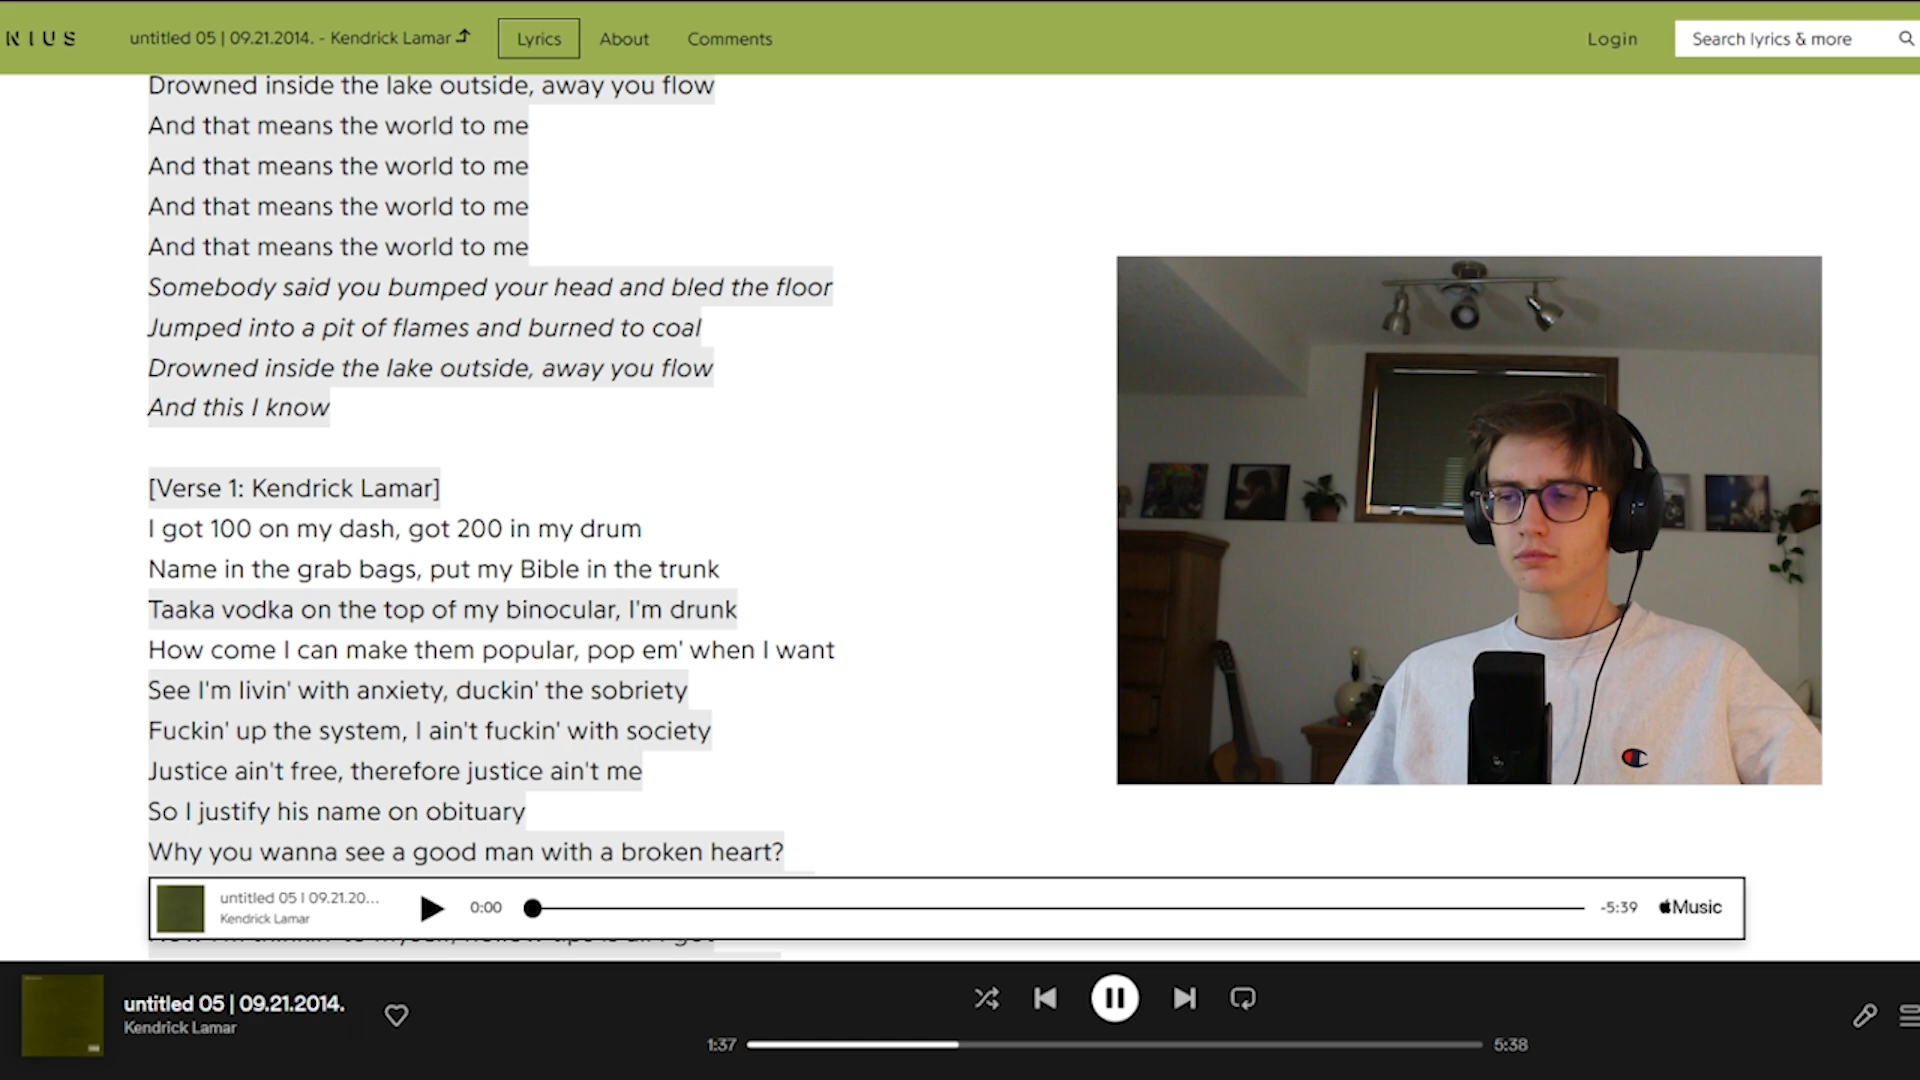 NIUS
untitled 05 | 09.21.2014. - Kendrick Lamar
Lyrics
About
Comments
Login
Search lyrics & more
Drowned inside the lake outside, away you flow
And that means the world to me
And that means the world to me
And that means the world to me
And that means the world to me
Somebody said you bumped your head and bled the floor
Jumped into a pit of flames and burned to coal
Drowned inside the lake outside, away you flow
And this I know
[Verse 1: Kendrick Lamar]
I got 100 on my dash, got 200 in my drum
Name in the grab bags, put my Bible in the trunk
Taaka vodka on the top of my binocular, I'm drunk
How come I can make them popular, pop em' when I want
See I'm livin' with anxiety, duckin' the sobriety
Fuckin' up the system, I ain't fuckin' with society
Justice ain't free, therefore justice ain't me
So I justify his name on obituary
Why you wanna see a good man with a broken heart?
untitled 05 | 09.21.20...
Kendrick Lamar
0:00
-5:39
Music
untitled 05 | 09.21.2014.
Kendrick Lamar
1:37
5:38